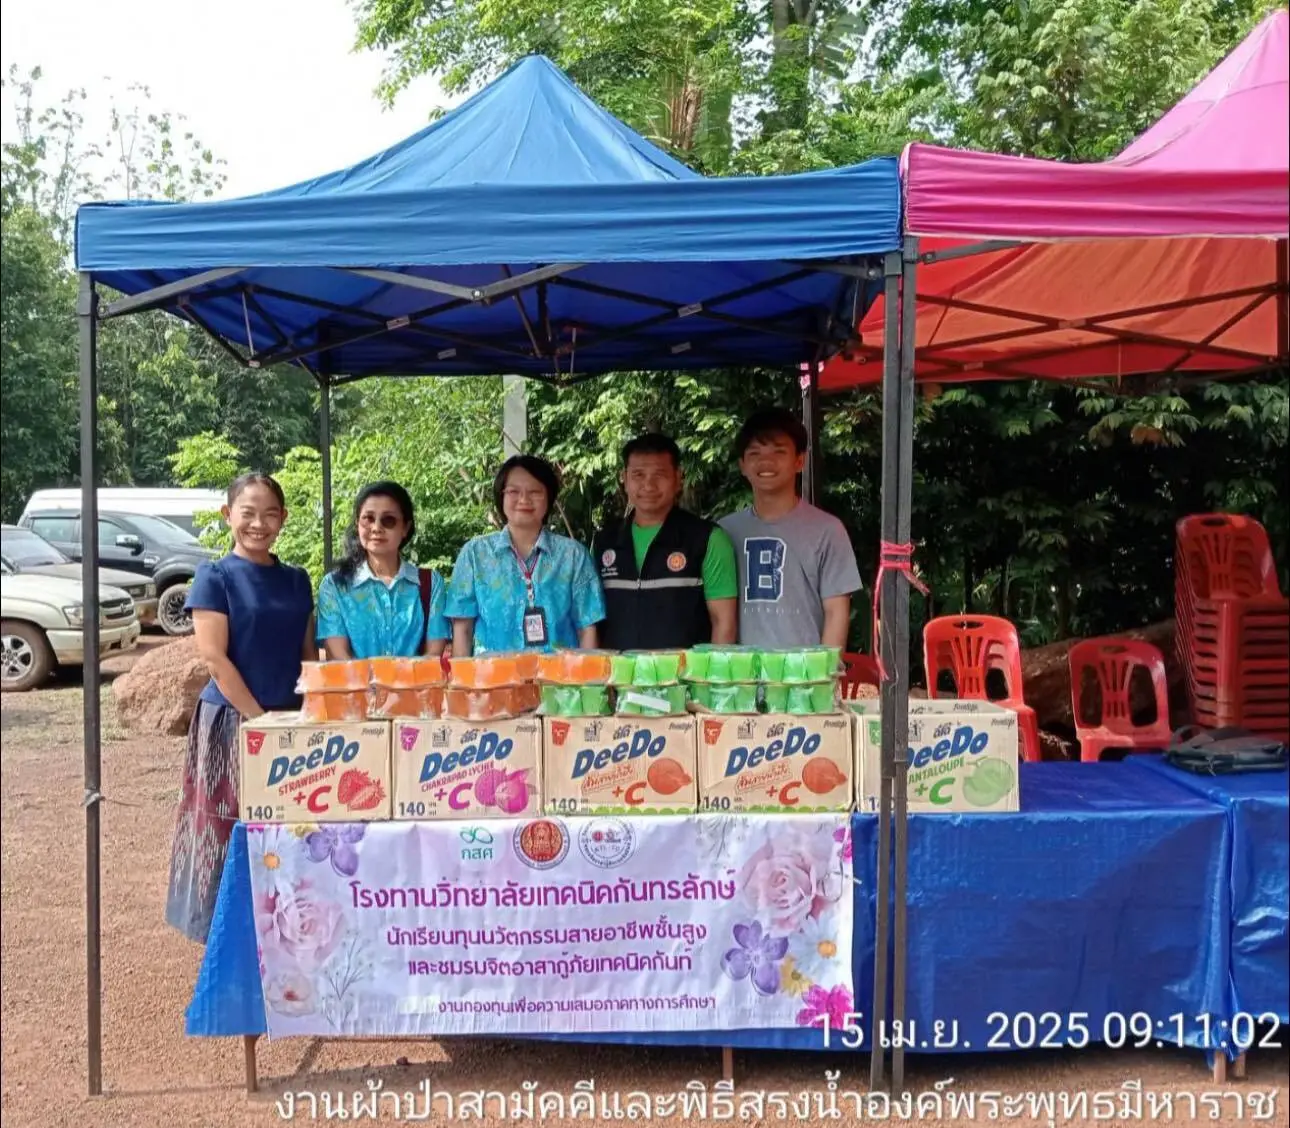 DeeDo
STRAWBERRY
+C
140
DeeDo
CHAKRAPAD LYCHEE
+C
140
DeeDo
+C
140
DeeDo
+C
140
DeeDo
CANTALOUPE
+C
B
กสศ
โรงทานวิทยาลัยเทคนิคกันทรลักษ์
นักเรียนทุนนวัตกรรมสายอาชีพชั้นสูง
และชมรมจิตอาสากู้ภัยเทคนิคกันท์
งานกองทุนเพื่อความเสมอภาคทางการศึกษา
15 เม.ย. 2025 09:11:02
งานผ้าป่าสามัคคีและพิธีสรงน้ำองค์พระพุทธมีหาราช